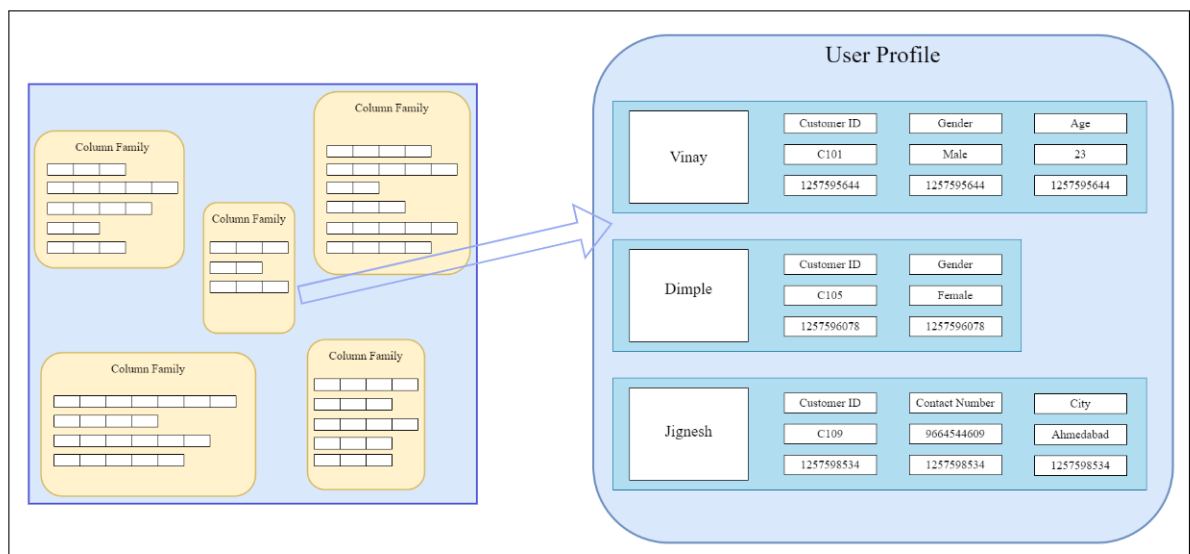 Column Family
Column Family
Column Family
Column Family
Column Family
User Profile
Vinay
Customer ID Gender Age
C101 Male 23
1257595644 1257595644 1257595644
Dimple
Customer ID Gender
C105 Female
1257596078 1257596078
Jignesh
Customer ID Contact Number City
C109 9664544609 Ahmedabad
1257598534 1257598534 1257598534